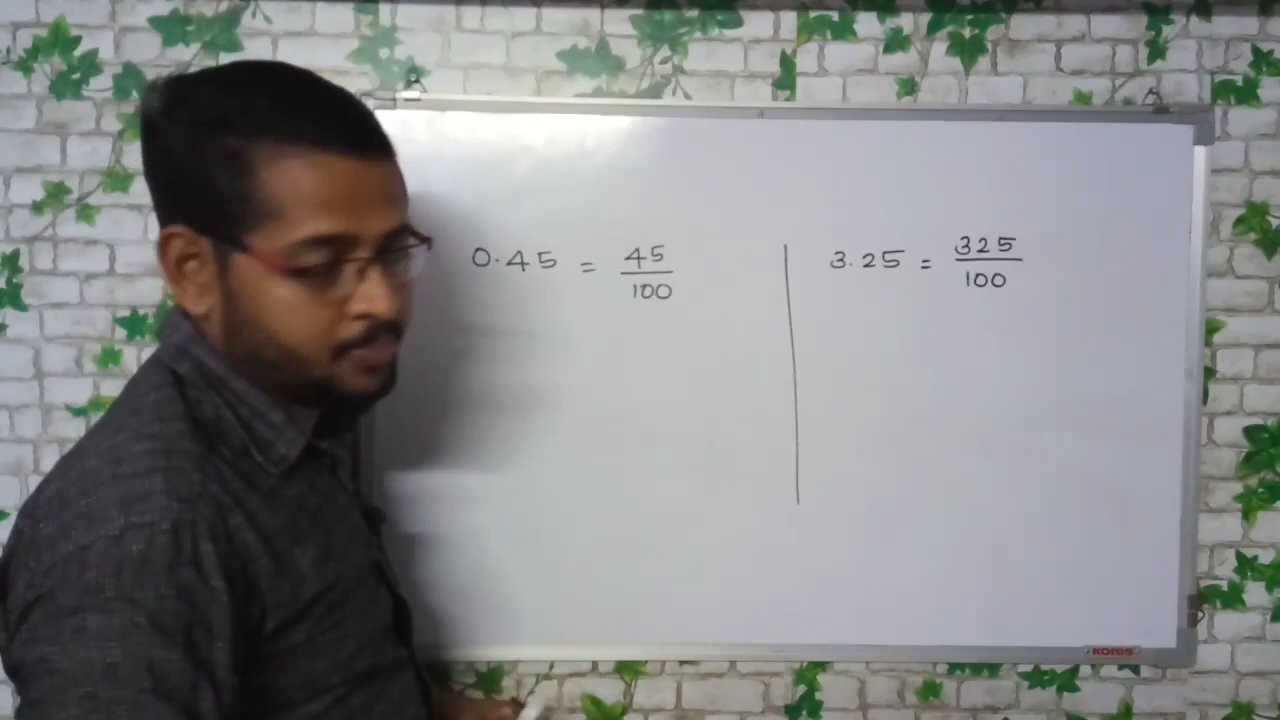 0.45 = 45/100
3.25 = 325/100
Kores